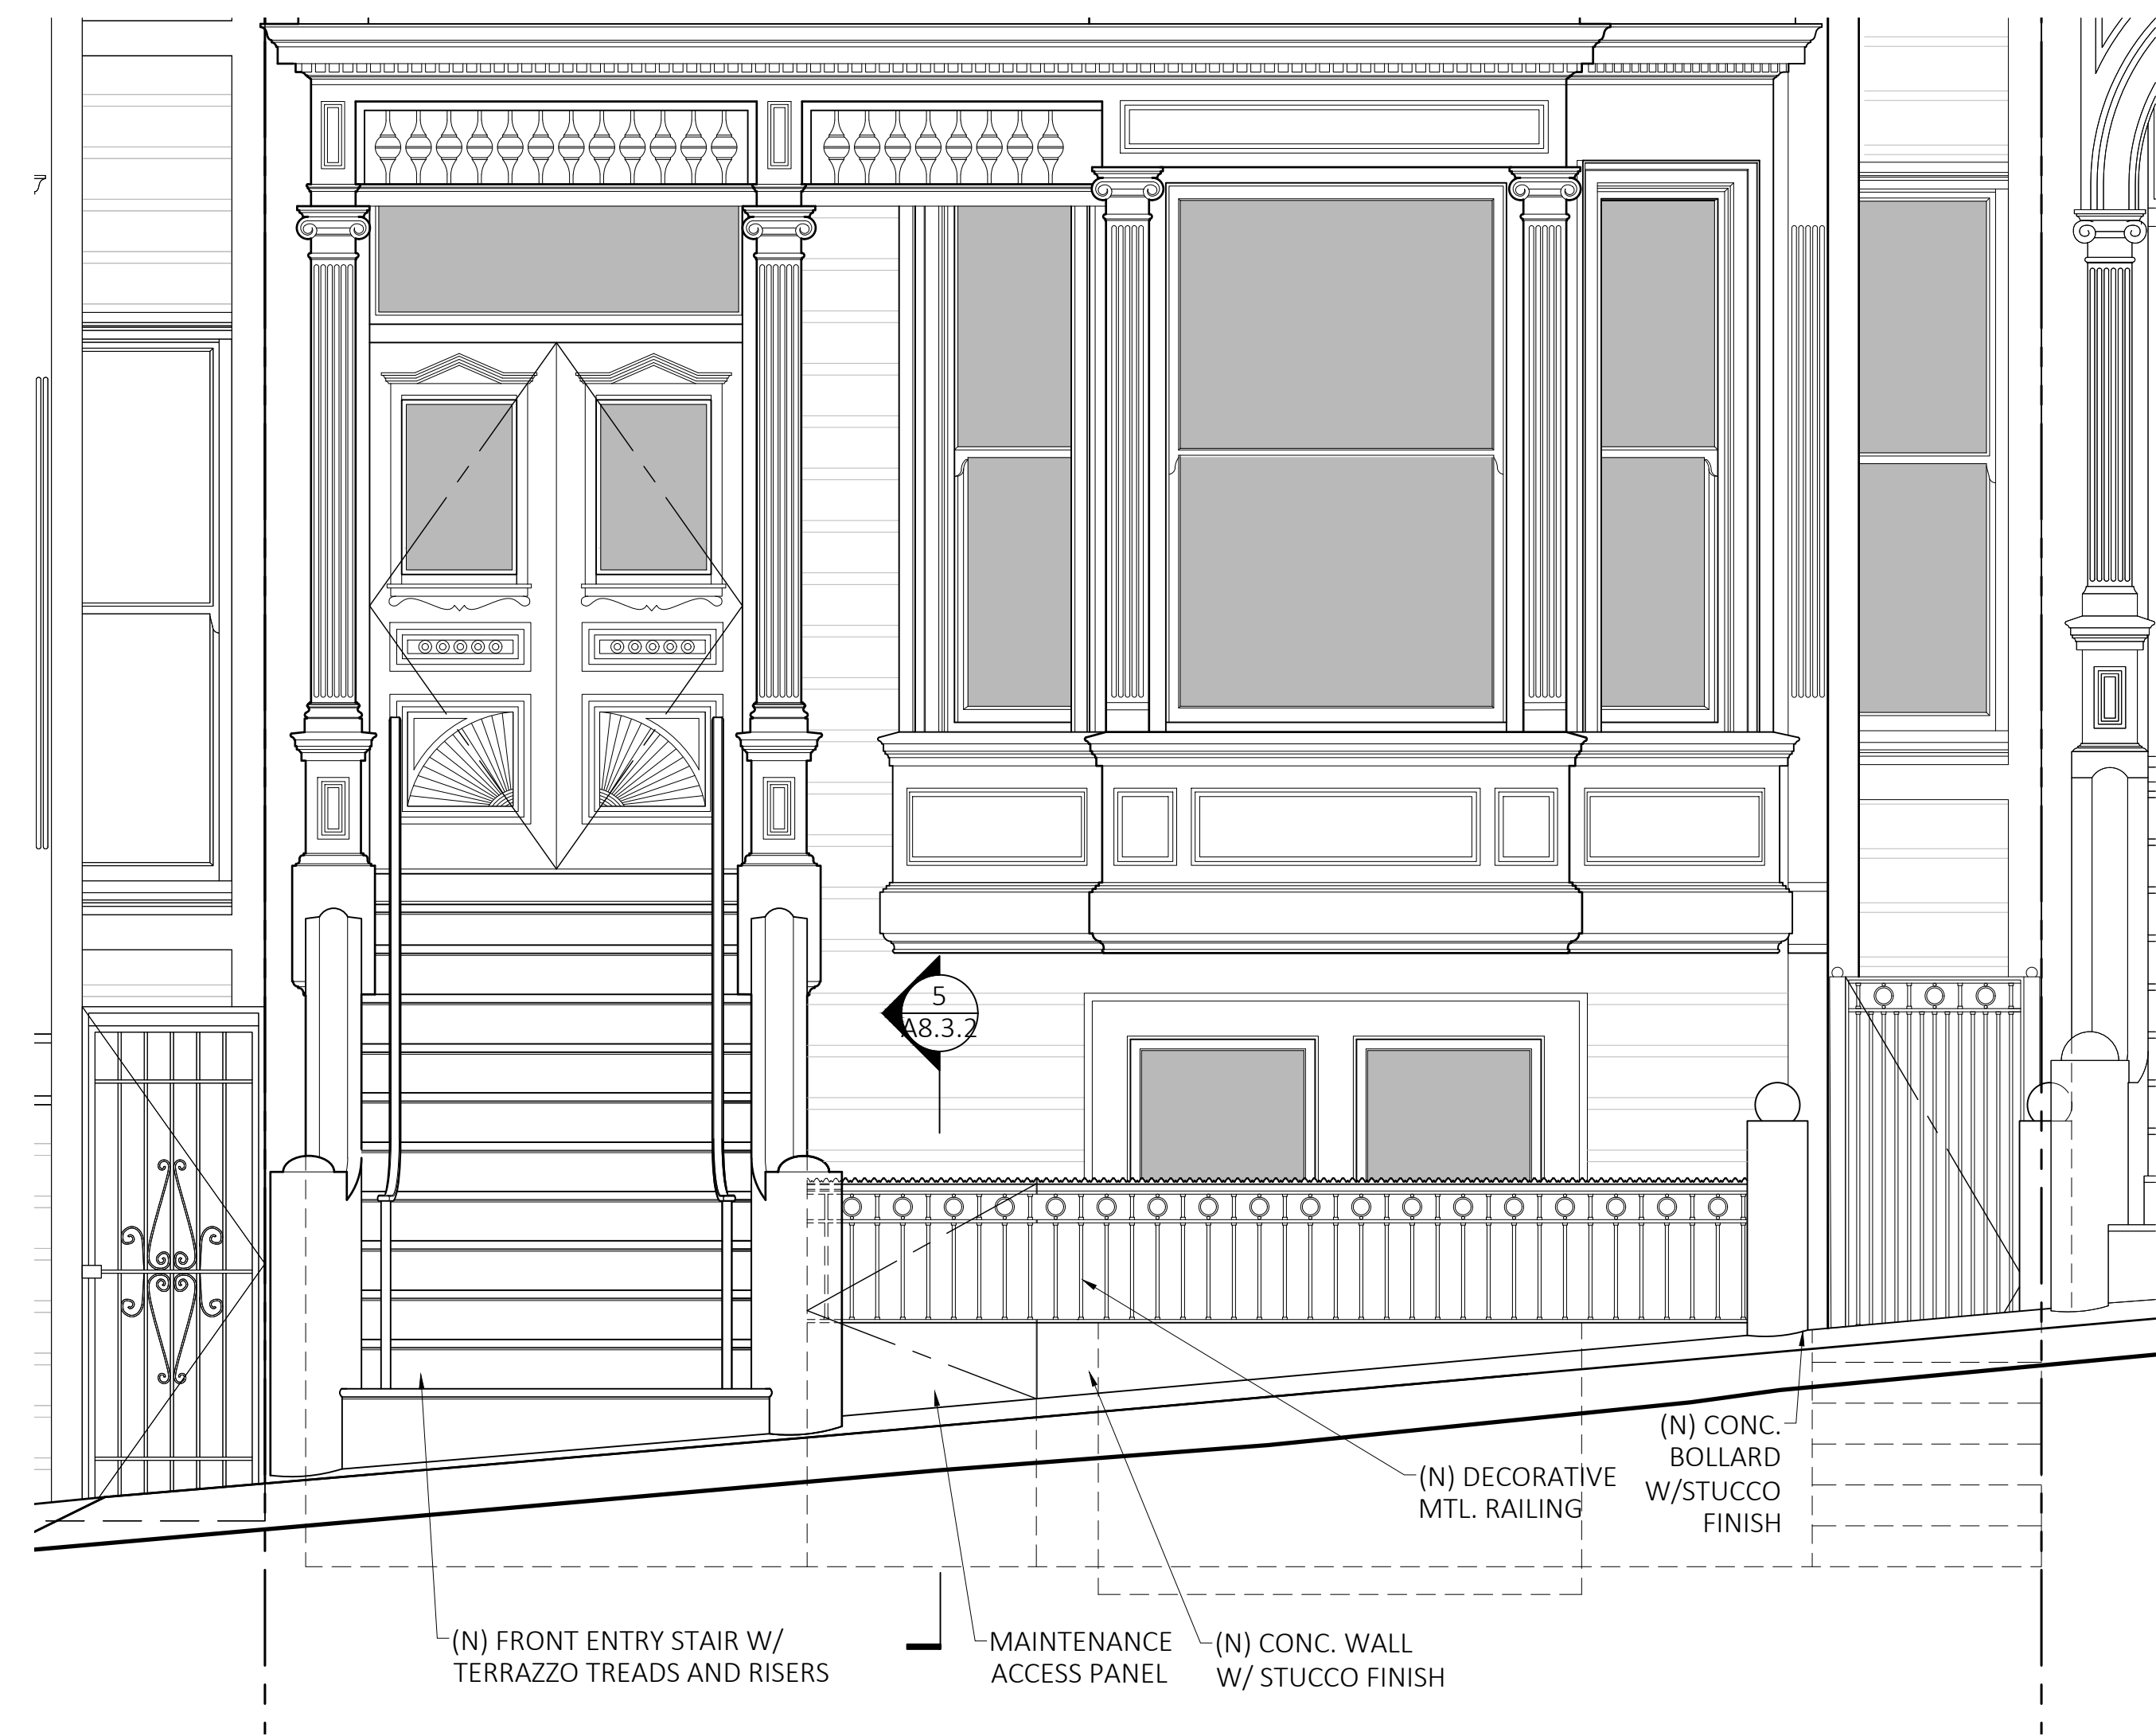 5
A8.3.2
(N) CONC.
BOLLARD
W/STUCCO
FINISH
(N) DECORATIVE
MTL. RAILING
(N) FRONT ENTRY STAIR W/
TERRAZZO TREADS AND RISERS
MAINTENANCE
ACCESS PANEL
(N) CONC. WALL
W/ STUCCO FINISH